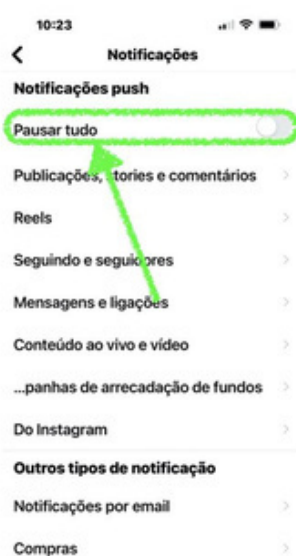 10:23
Notificações
Notificações push
Pausar tudo
Publicações, stories e comentários
Reels
Seguindo e seguidores
Mensagens e ligações
Conteúdo ao vivo e vídeo
...panhas de arrecadação de fundos
Do Instagram
Outros tipos de notificação
Notificações por email
Compras